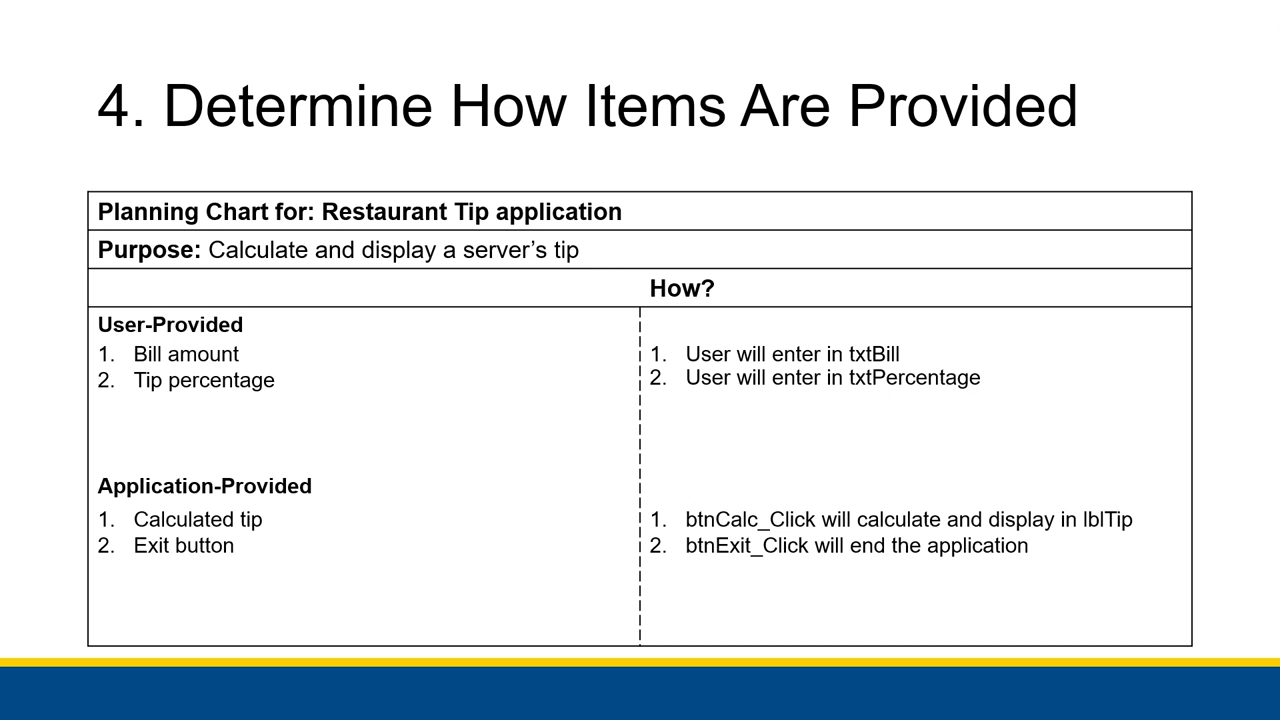 4. Determine How Items Are Provided
Planning Chart for: Restaurant Tip application
Purpose: Calculate and display a server’s tip
How?
User-Provided
1. Bill amount
2. Tip percentage
1. User will enter in txtBill
2. User will enter in txtPercentage
Application-Provided
1. Calculated tip
2. Exit button
1. btnCalc_Click will calculate and display in lblTip
2. btnExit_Click will end the application